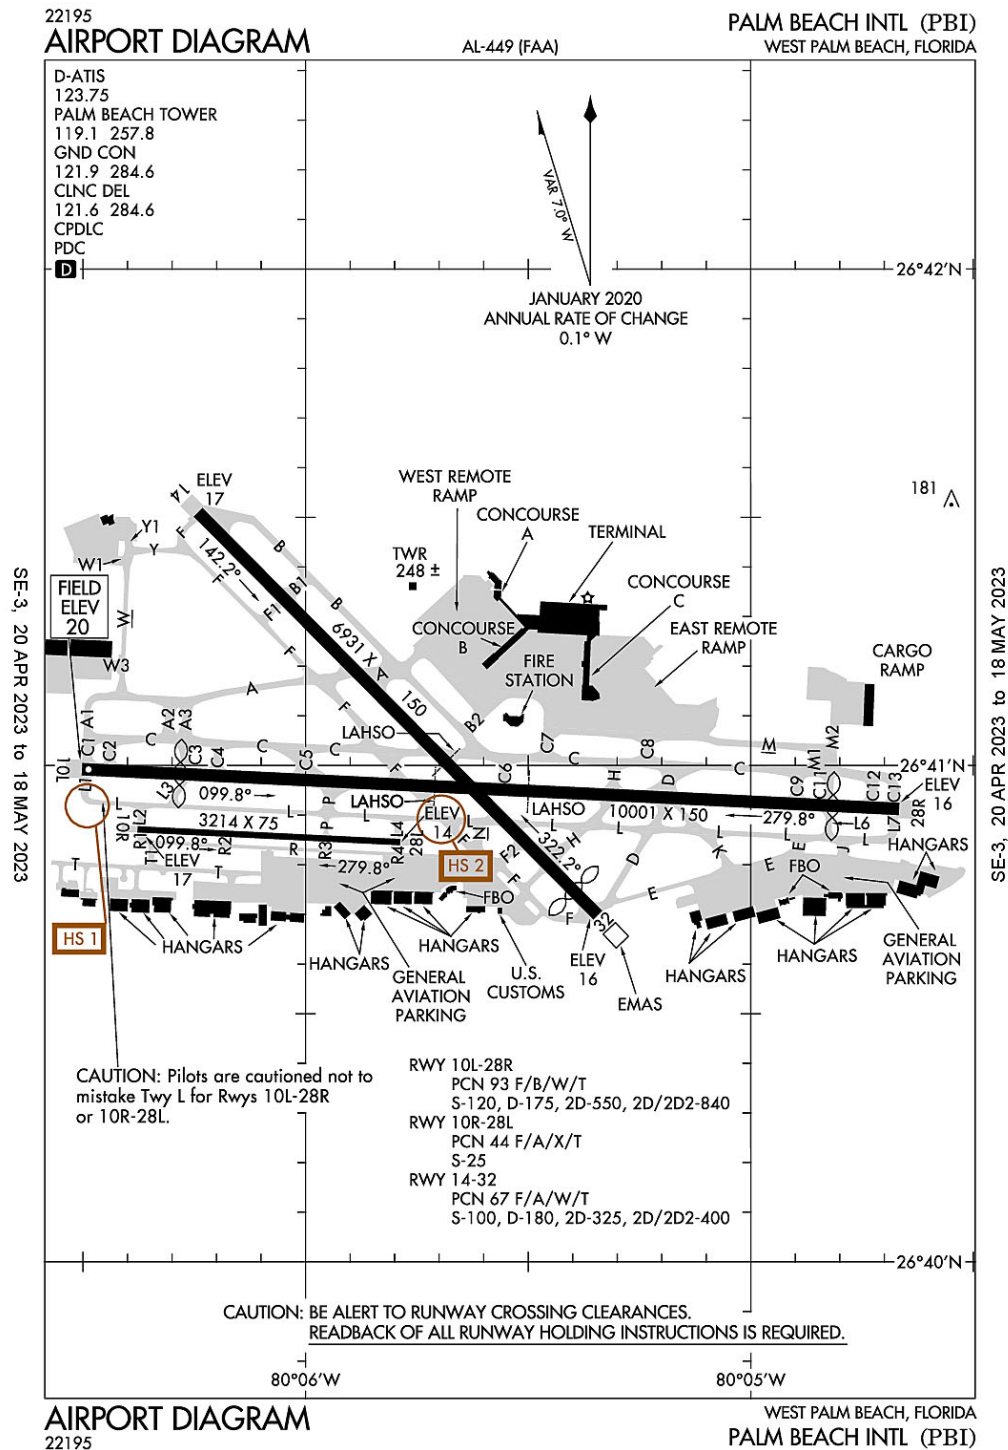 22195
AIRPORT DIAGRAM
AL-449 (FAA)
PALM BEACH INTL (PBI)
WEST PALM BEACH, FLORIDA
D-ATIS
123.75
PALM BEACH TOWER
119.1 257.8
GND CON
121.9 284.6
CLNC DEL
121.6 284.6
CPDLC
PDC
D
VAR 7.0° W
26°42'N
JANUARY 2020
ANNUAL RATE OF CHANGE
0.1° W
SE-3, 20 APR 2023 to 18 MAY 2023
SE-3, 20 APR 2023 to 18 MAY 2023
14
ELEV
17
WEST REMOTE
RAMP
CONCOURSE
A
TERMINAL
181
TWR
248 ±
CONCOURSE
C
CONCOURSE
B
EAST REMOTE
RAMP
FIRE
STATION
CARGO
RAMP
Y1
Y
F
B
W1
142.2°
F
B1
B
F1
FIELD
ELEV
20
W
W3
6931 X 150
A
F
A
F
B2
LAHSO
A1
A2
A3
C1
C2
C
C3
C4
C
C5
C
F
C6
C7
C
C8
M
C
M1
M2
C9
C11
C12
C13
26°41'N
10L
L1
099.8°
L3
P
LAHSO
LAHSO
H
D
10001 X 150
279.8°
ELEV
16
28R
L
10R
L2
3214 X 75
L
P
L
ELEV
14
L
N
L
H
L
L
L
L6
L7
R1
099.8°
R2
R
R3
279.8°
R4
L4
28L
F
F2
322.2°
D
K
E
E
J
HANGARS
T
T1
ELEV
17
T
HS 2
F
E
F
FBO
FBO
32
HS 1
HANGARS
HANGARS
HANGARS
GENERAL
AVIATION
PARKING
U.S.
CUSTOMS
ELEV
16
EMAS
HANGARS
HANGARS
GENERAL
AVIATION
PARKING
CAUTION: Pilots are cautioned not to
mistake Twy L for Rwys 10L-28R
or 10R-28L.
RWY 10L-28R
PCN 93 F/B/W/T
S-120, D-175, 2D-550, 2D/2D2-840
RWY 10R-28L
PCN 44 F/A/X/T
S-25
RWY 14-32
PCN 67 F/A/W/T
S-100, D-180, 2D-325, 2D/2D2-400
26°40'N
CAUTION: BE ALERT TO RUNWAY CROSSING CLEARANCES.
READBACK OF ALL RUNWAY HOLDING INSTRUCTIONS IS REQUIRED.
80°06'W
80°05'W
AIRPORT DIAGRAM
22195
WEST PALM BEACH, FLORIDA
PALM BEACH INTL (PBI)